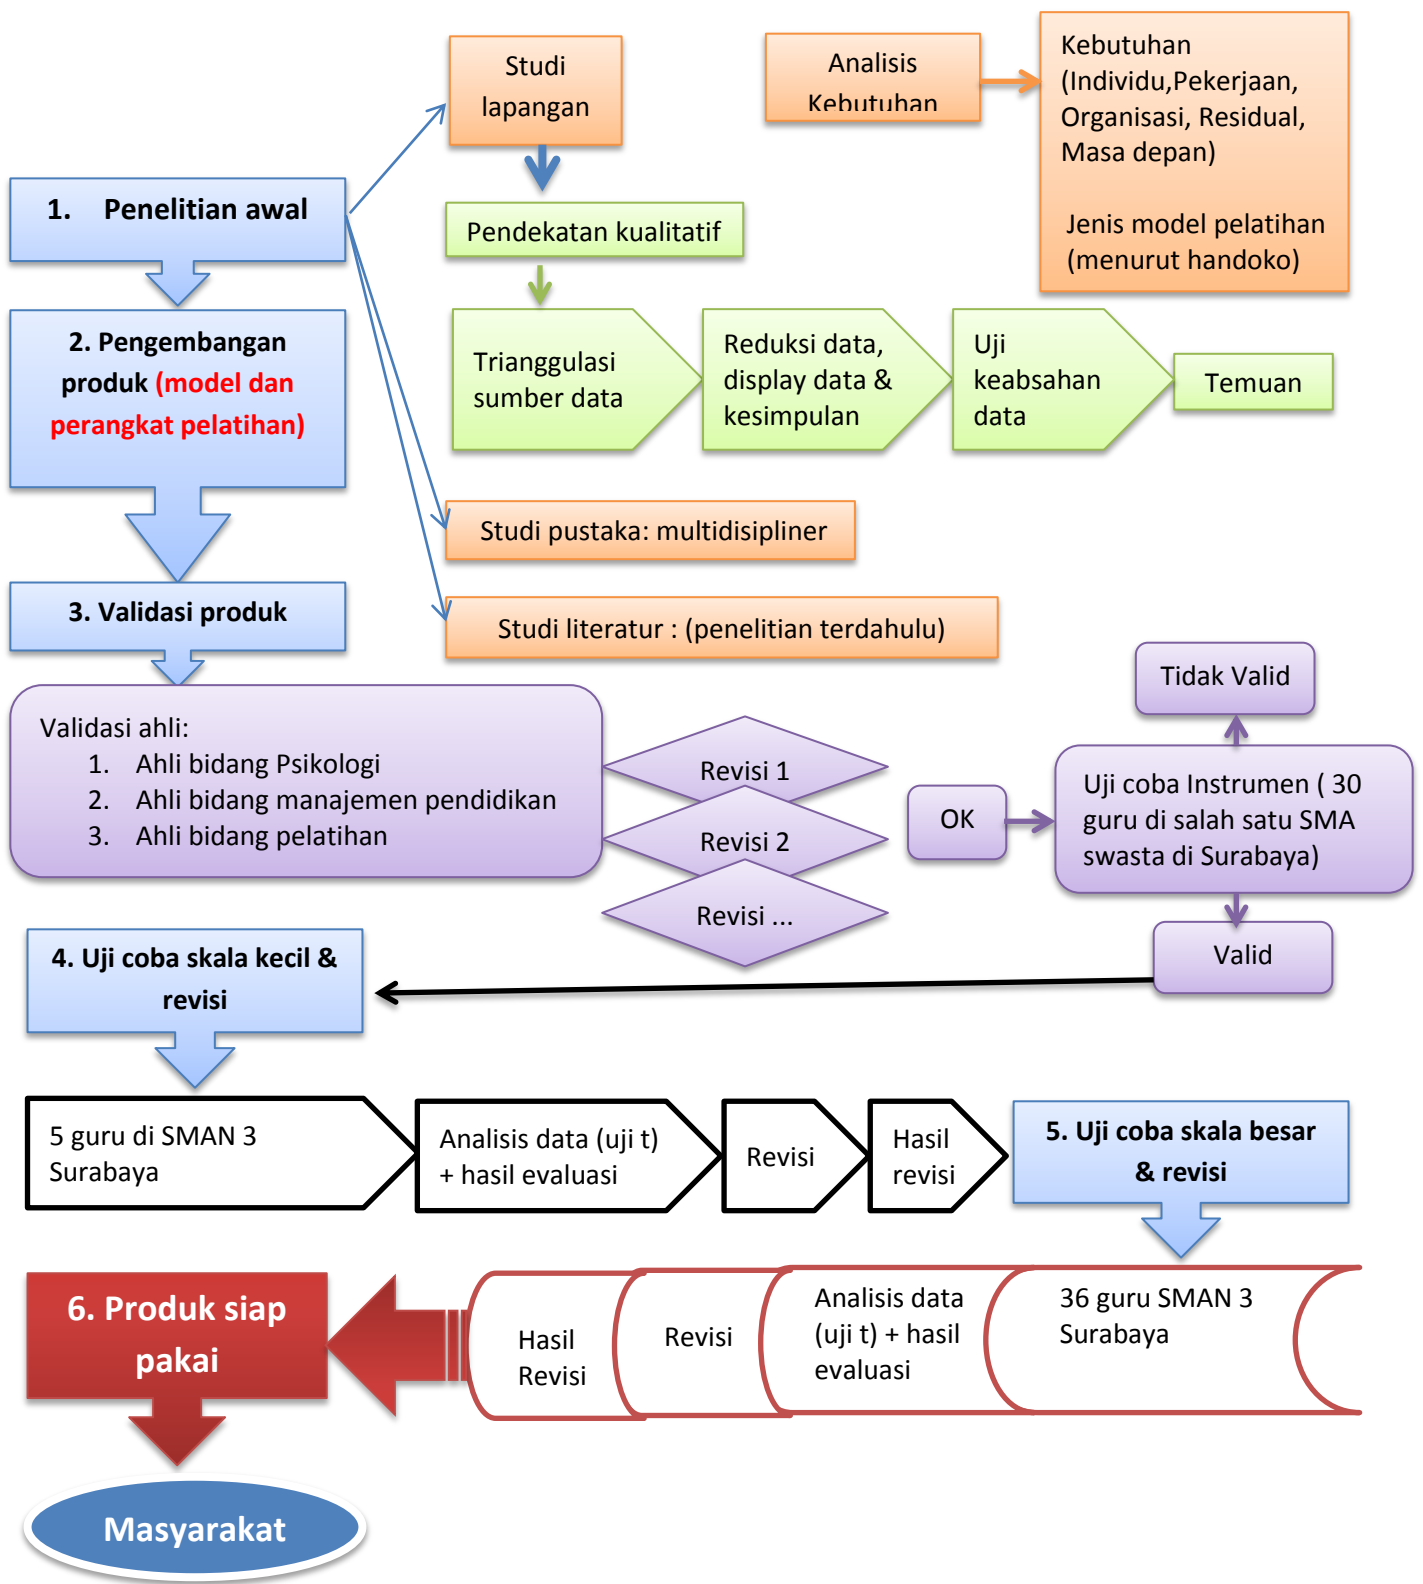 Studi
lapangan
Analisis
Kebutuhan
Kebutuhan
(Individu,Pekerjaan,
Organisasi, Residual,
Masa depan)
Jenis model pelatihan
(menurut handoko)
1. Penelitian awal
Pendekatan kualitatif
2. Pengembangan
produk (model dan
perangkat pelatihan)
Trianggulasi
sumber data
Reduksi data,
display data &
kesimpulan
Uji
keabsahan
data
Temuan
Studi pustaka: multidisipliner
3. Validasi produk
Studi literatur : (penelitian terdahulu)
Tidak Valid
Validasi ahli:
1. Ahli bidang Psikologi
2. Ahli bidang manajemen pendidikan
3. Ahli bidang pelatihan
Revisi 1
Revisi 2
Revisi ...
OK
Uji coba Instrumen ( 30
guru di salah satu SMA
swasta di Surabaya)
Valid
4. Uji coba skala kecil &
revisi
5 guru di SMAN 3
Surabaya
Analisis data (uji t)
+ hasil evaluasi
Revisi
Hasil
revisi
5. Uji coba skala besar
& revisi
6. Produk siap
pakai
Hasil
Revisi
Revisi
Analisis data
(uji t) + hasil
evaluasi
36 guru SMAN 3
Surabaya
Masyarakat